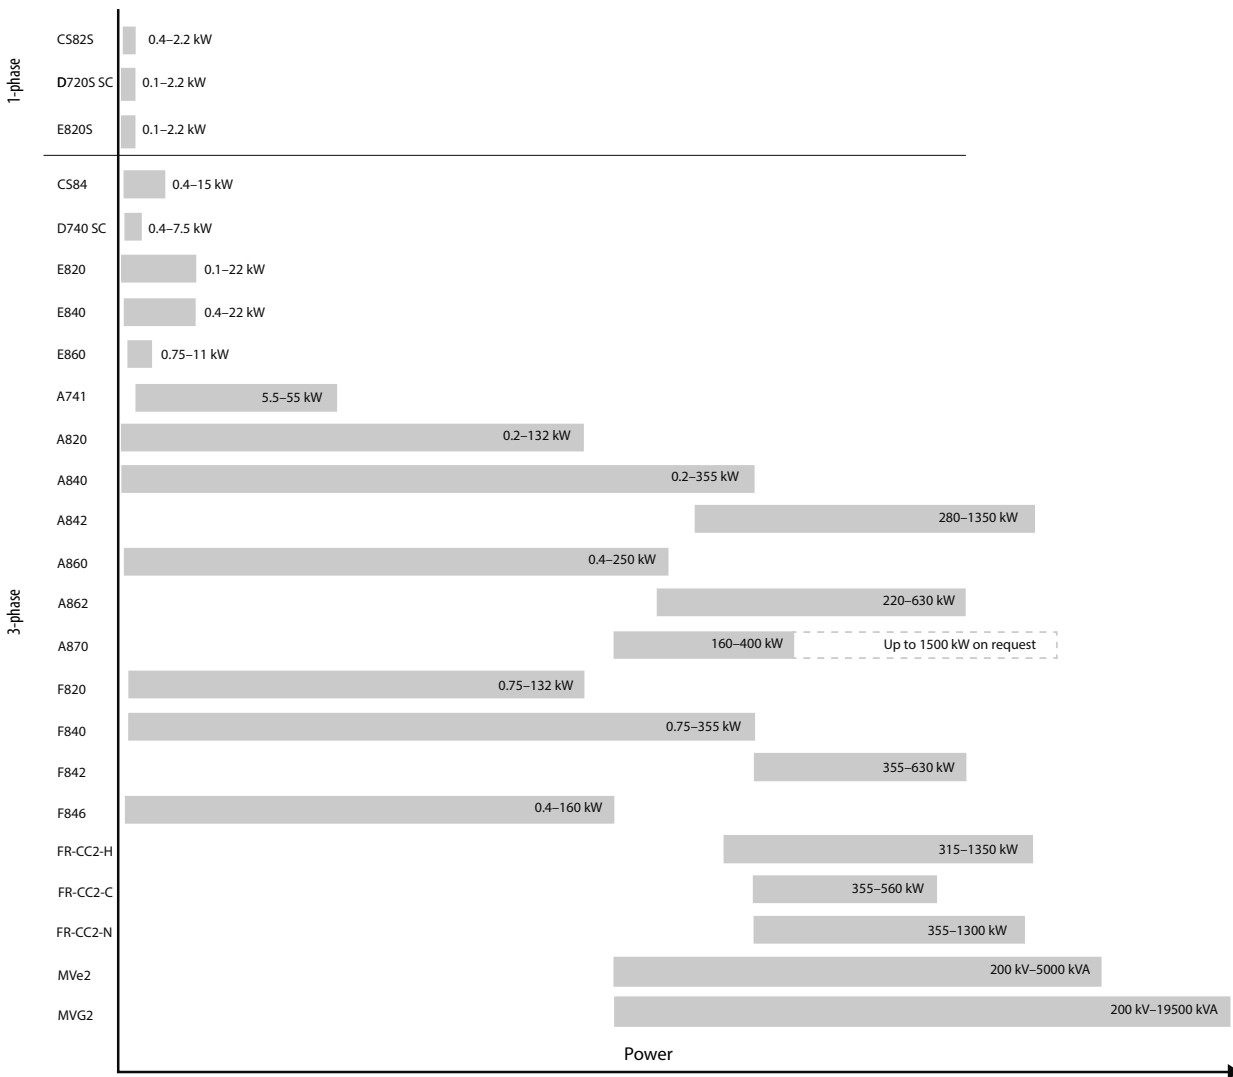 1-phase
CS82S 0.4–2.2 kW
D720S SC 0.1–2.2 kW
E820S 0.1–2.2 kW
3-phase
CS84 0.4–15 kW
D740 SC 0.4–7.5 kW
E820 0.1–22 kW
E840 0.4–22 kW
E860 0.75–11 kW
A741 5.5–55 kW
A820 0.2–132 kW
A840 0.2–355 kW
A842 280–1350 kW
A860 0.4–250 kW
A862 220–630 kW
A870 160–400 kW Up to 1500 kW on request
F820 0.75–132 kW
F840 0.75–355 kW
F842 355–630 kW
F846 0.4–160 kW
FR-CC2-H 315–1350 kW
FR-CC2-C 355–560 kW
FR-CC2-N 355–1300 kW
MVe2 200 kV–5000 kVA
MVG2 200 kV–19500 kVA
Power